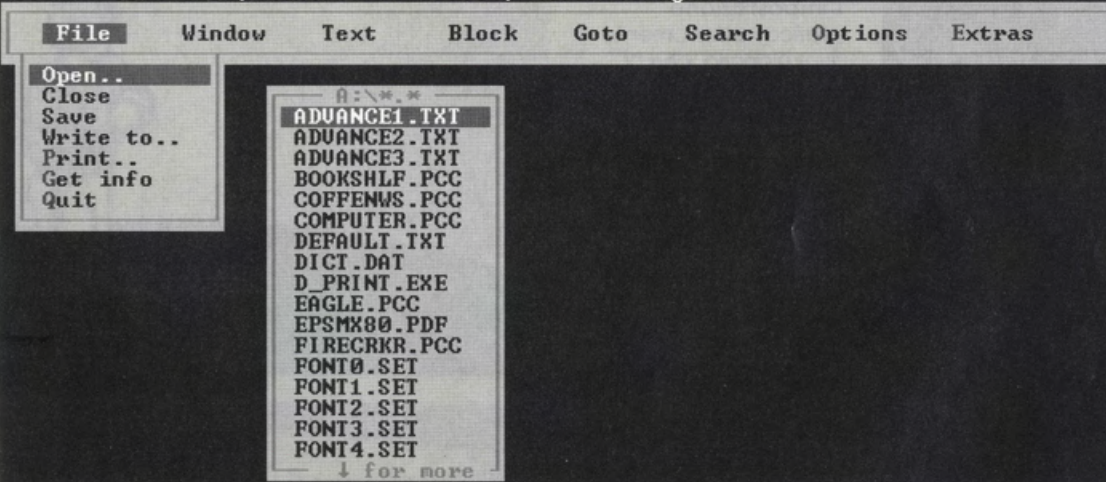 File Window Text Block Goto Search Options Extras
Open..
Close
Save
Write to..
Print..
Get info
Quit
A:\*.*
ADVANCE1.TXT
ADVANCE2.TXT
ADVANCE3.TXT
BOOKSHLF.PCC
COFFENWS.PCC
COMPUTER.PCC
DEFAULT.TXT
DICT.DAT
D_PRINT.EXE
EAGLE.PCC
EPSMX80.PDF
FIRECRKR.PCC
FONT0.SET
FONT1.SET
FONT2.SET
FONT3.SET
FONT4.SET
↓ for more